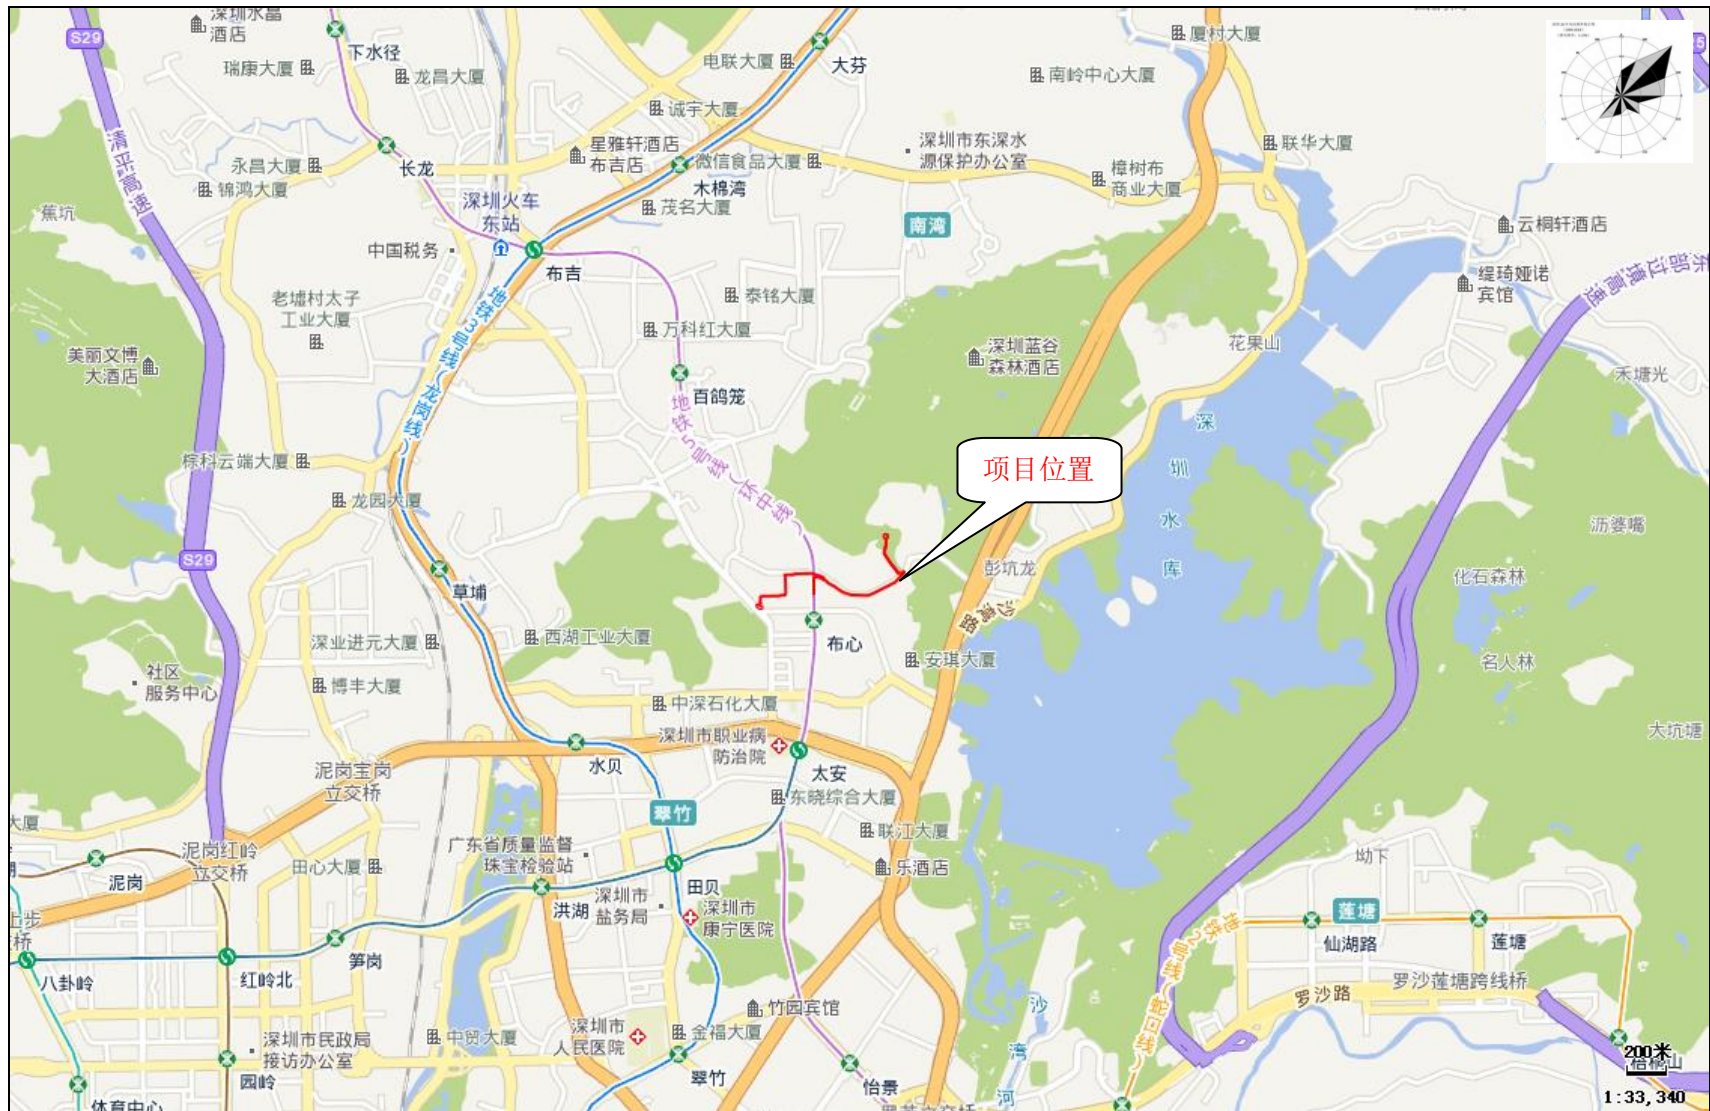 深圳水晶
酒店
S29
下水径
瑞康大厦
龙昌大厦
电联大厦
大芬
厦村大厦
南岭中心大厦
诚宇大厦
清平高速
永昌大厦
锦鸿大厦
长龙
星雅轩酒店
布吉店
微信食品大厦
木棉湾
茂名大厦
深圳市东深水
源保护办公室
联华大厦
樟树布
商业大厦
蕉坑
深圳火车
东站
中国税务
布吉
南湾
云桐轩酒店
缇琦娅诺
宾馆
东部过境高速
老墟村太子
工业大厦
地铁3号线(龙岗线)
泰铭大厦
万科红大厦
美丽文博
大酒店
百鸽笼
地铁5号线(环中线)
深圳蓝谷
森林酒店
花果山
禾塘光
棕科云端大厦
龙园大厦
项目位置
深圳水库
沥婆嘴
S29
草埔
彭坑龙
沙湾路
化石森林
深业进元大厦
西湖工业大厦
布心
安琪大厦
名人林
社区
服务中心
博丰大厦
中深石化大厦
深圳市职业病
防治院
太安
大坑塘
泥岗宝岗
立交桥
水贝
翠竹
东晓综合大厦
联江大厦
大厦
泥岗红岭
立交桥
田心大厦
广东省质量监督
珠宝检验站
乐酒店
坳下
泥岗
洪湖
深圳市
盐务局
田贝
深圳市
康宁医院
莲塘
仙湖路
莲塘
地铁2号线(蛇口线)
八卦岭
红岭北
笋岗
罗沙路
罗沙莲塘跨线桥
深圳市民政局
接访办公室
中贸大厦
深圳市
人民医院
金福大厦
竹园宾馆
沙湾河
园岭
翠竹
怡景
体育中心
200米
1:33,340